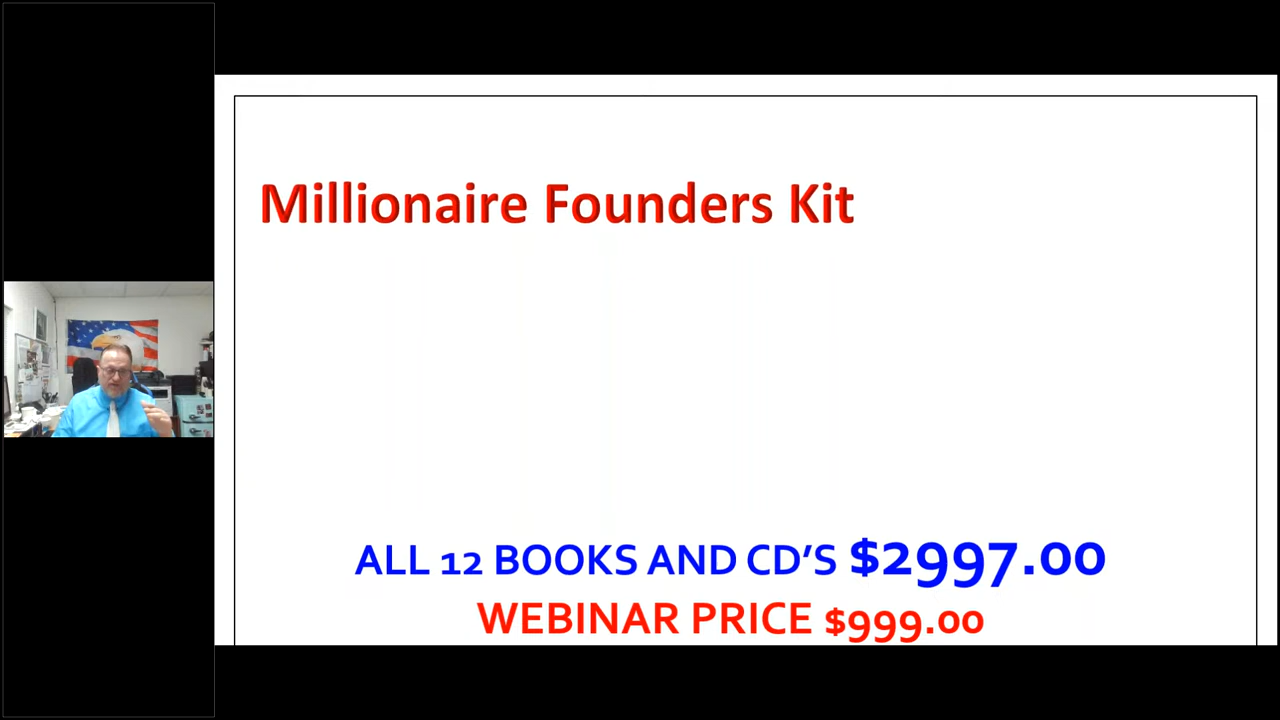 Millionaire Founders Kit
ALL 12 BOOKS AND CD’S $2997.00
WEBINAR PRICE $999.00